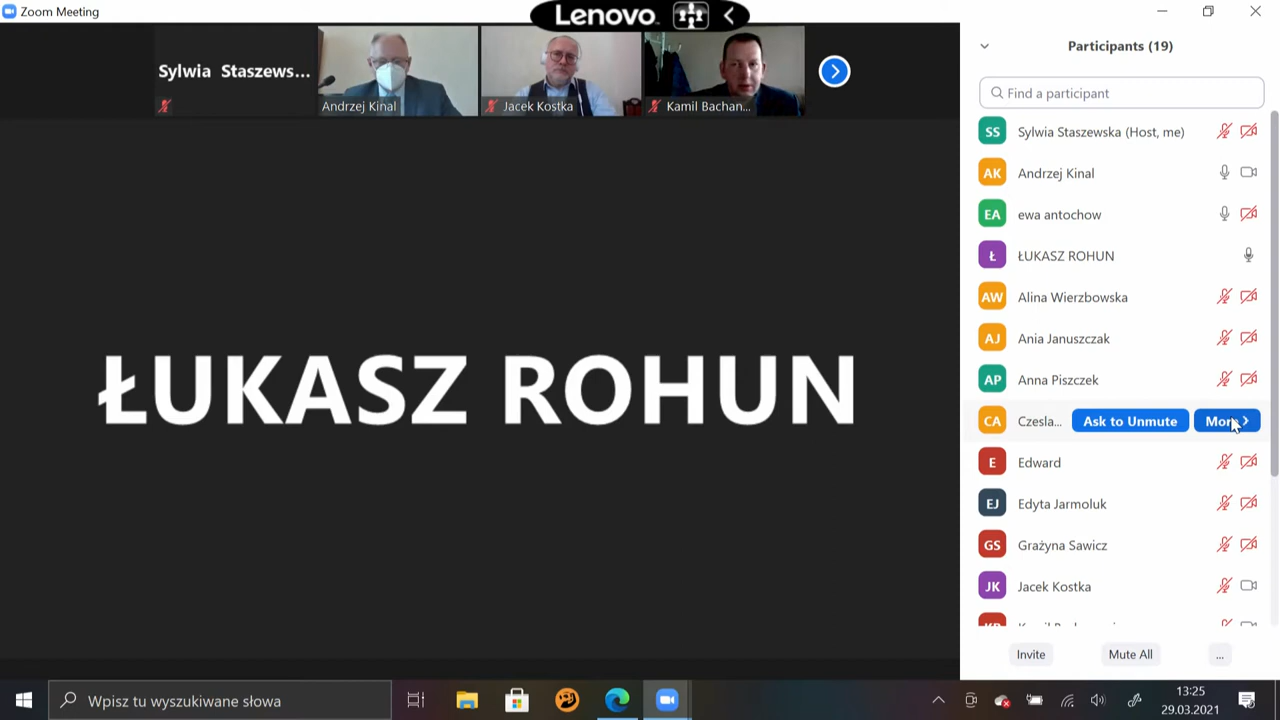 Zoom Meeting
Lenovo
Sylwia Staszews...
Andrzej Kinal
Jacek Kostka
Kamil Bachan...
ŁUKASZ ROHUN
Participants (19)
Find a participant
SS Sylwia Staszewska (Host, me)
AK Andrzej Kinal
EA ewa antochow
Ł ŁUKASZ ROHUN
AW Alina Wierzbowska
AJ Ania Januszczak
AP Anna Piszczek
CA Czesla... Ask to Unmute More
E Edward
EJ Edyta Jarmoluk
GS Grażyna Sawicz
JK Jacek Kostka
Invite Mute All ...
Wpisz tu wyszukiwane słowa
13:25
29.03.2021